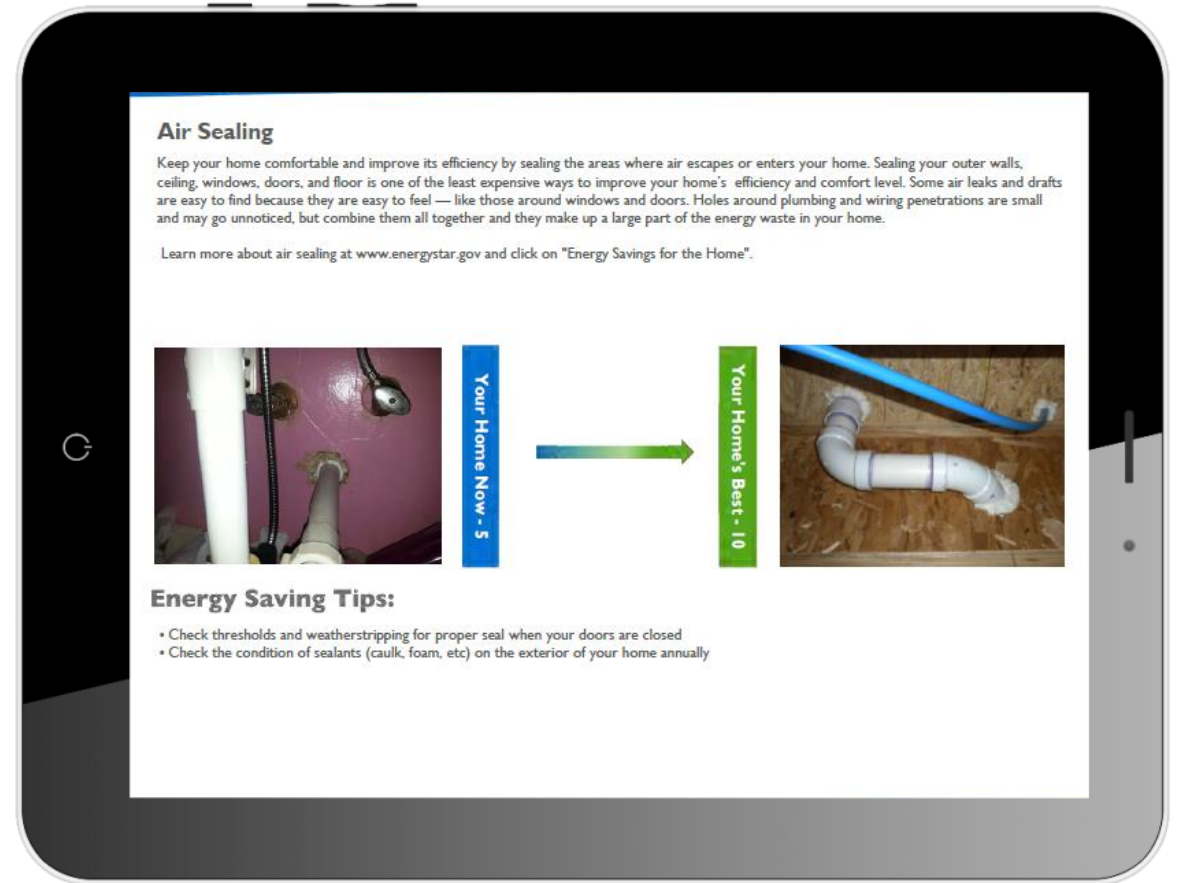 Air Sealing
Keep your home comfortable and improve its efficiency by sealing the areas where air escapes or enters your home. Sealing your outer walls,
ceiling, windows, doors, and floor is one of the least expensive ways to improve your home's efficiency and comfort level. Some air leaks and drafts
are easy to find because they are easy to feel — like those around windows and doors. Holes around plumbing and wiring penetrations are small
and may go unnoticed, but combine them all together and they make up a large part of the energy waste in your home.
Learn more about air sealing at www.energystar.gov and click on "Energy Savings for the Home".
Your Home Now - 5
Your Home's Best - 10
Energy Saving Tips:
• Check thresholds and weatherstripping for proper seal when your doors are closed
• Check the condition of sealants (caulk, foam, etc) on the exterior of your home annually